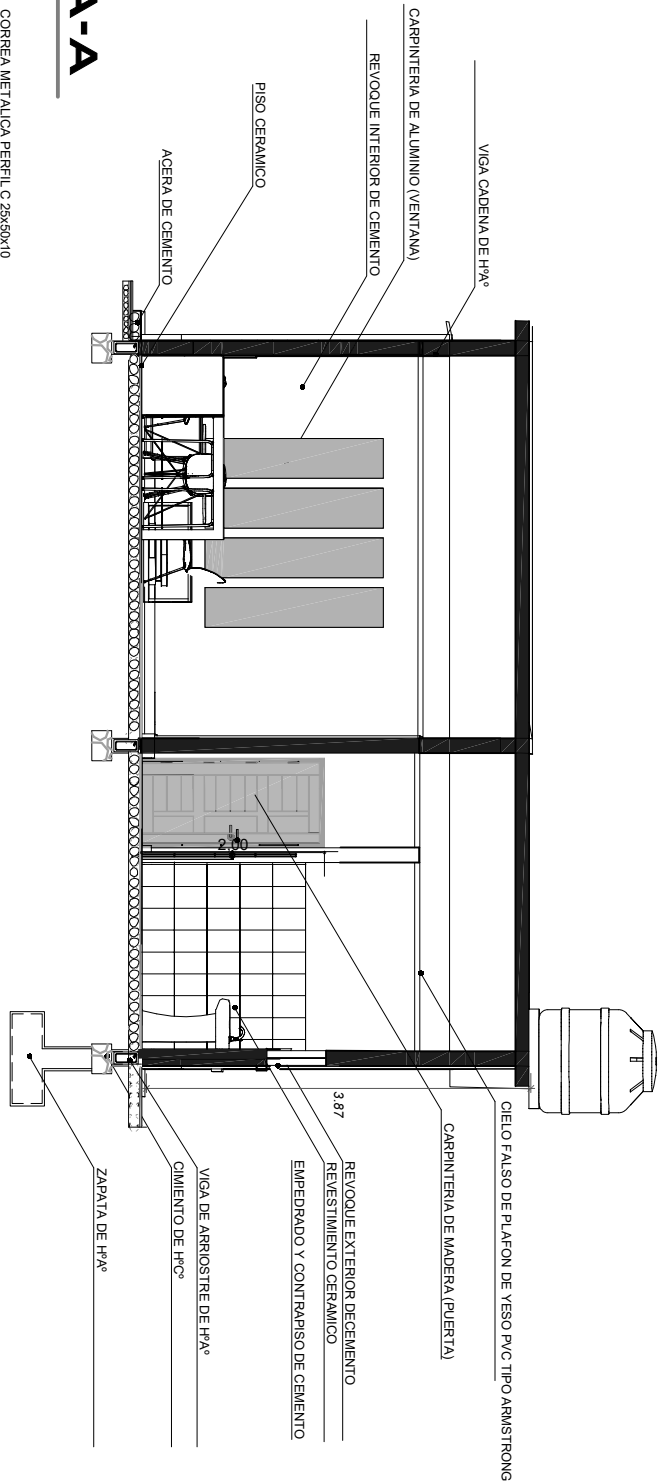 A-A
CORREA METALICA PERFIL C 25x50x10
CARPINTERIA DE ALUMINIO (VENTANA)
REVOQUE INTERIOR DE CEMENTO
VIGA CADENA DE HºAº
PISO CERAMICO
ACERA DE CEMENTO
2,00
3.87
CIELO FALSO DE PLAFON DE YESO PVC TIPO ARMSTRONG
CARPINTERIA DE MADERA (PUERTA)
REVOQUE EXTERIOR DECEMENTO
REVESTIMIENTO CERAMICO
EMPEDRADO Y CONTRAPISO DE CEMENTO
VIGA DE ARRIOSTRE DE HºAº
CIMIENTO DE HºCº
ZAPATA DE HºAº